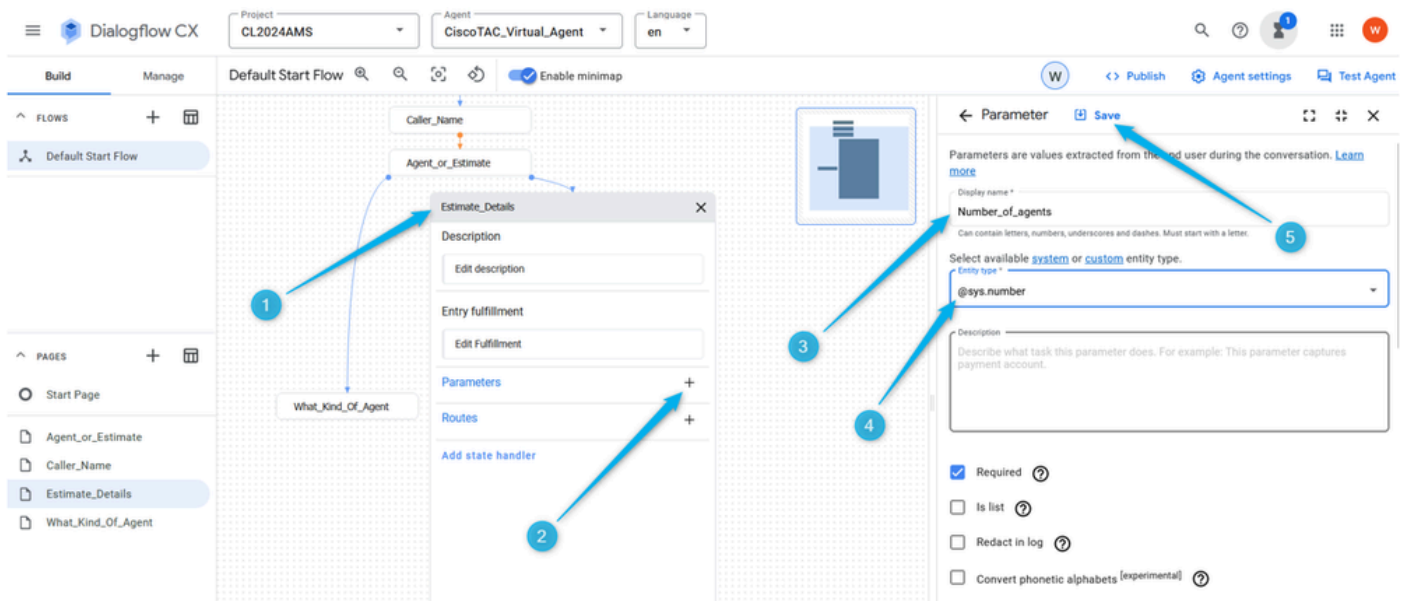 Project
Agent
Language
Dialogflow CX
CL2024AMS
CiscoTAC_Virtual_Agent
en
1
W
Build
Manage
Default Start Flow
Enable minimap
W
<> Publish
Agent settings
Test Agent
FLOWS
Default Start Flow
PAGES
Start Page
Agent_or_Estimate
Caller_Name
Estimate_Details
What_Kind_Of_Agent
Caller_Name
Agent_or_Estimate
What_Kind_Of_Agent
Estimate_Details
Description
Edit description
Entry fulfillment
Edit Fulfillment
Parameters
Routes
Add state handler
1
2
Parameter
Save
Parameters are values extracted from the end user during the conversation. Learn
more
Display name *
Number_of_agents
Can contain letters, numbers, underscores and dashes. Must start with a letter.
Select available system or custom entity type.
Entity type *
@sys.number
Description
Describe what task this parameter does. For example: This parameter captures
payment account.
Required
Is list
Redact in log
Convert phonetic alphabets [experimental]
3
4
5